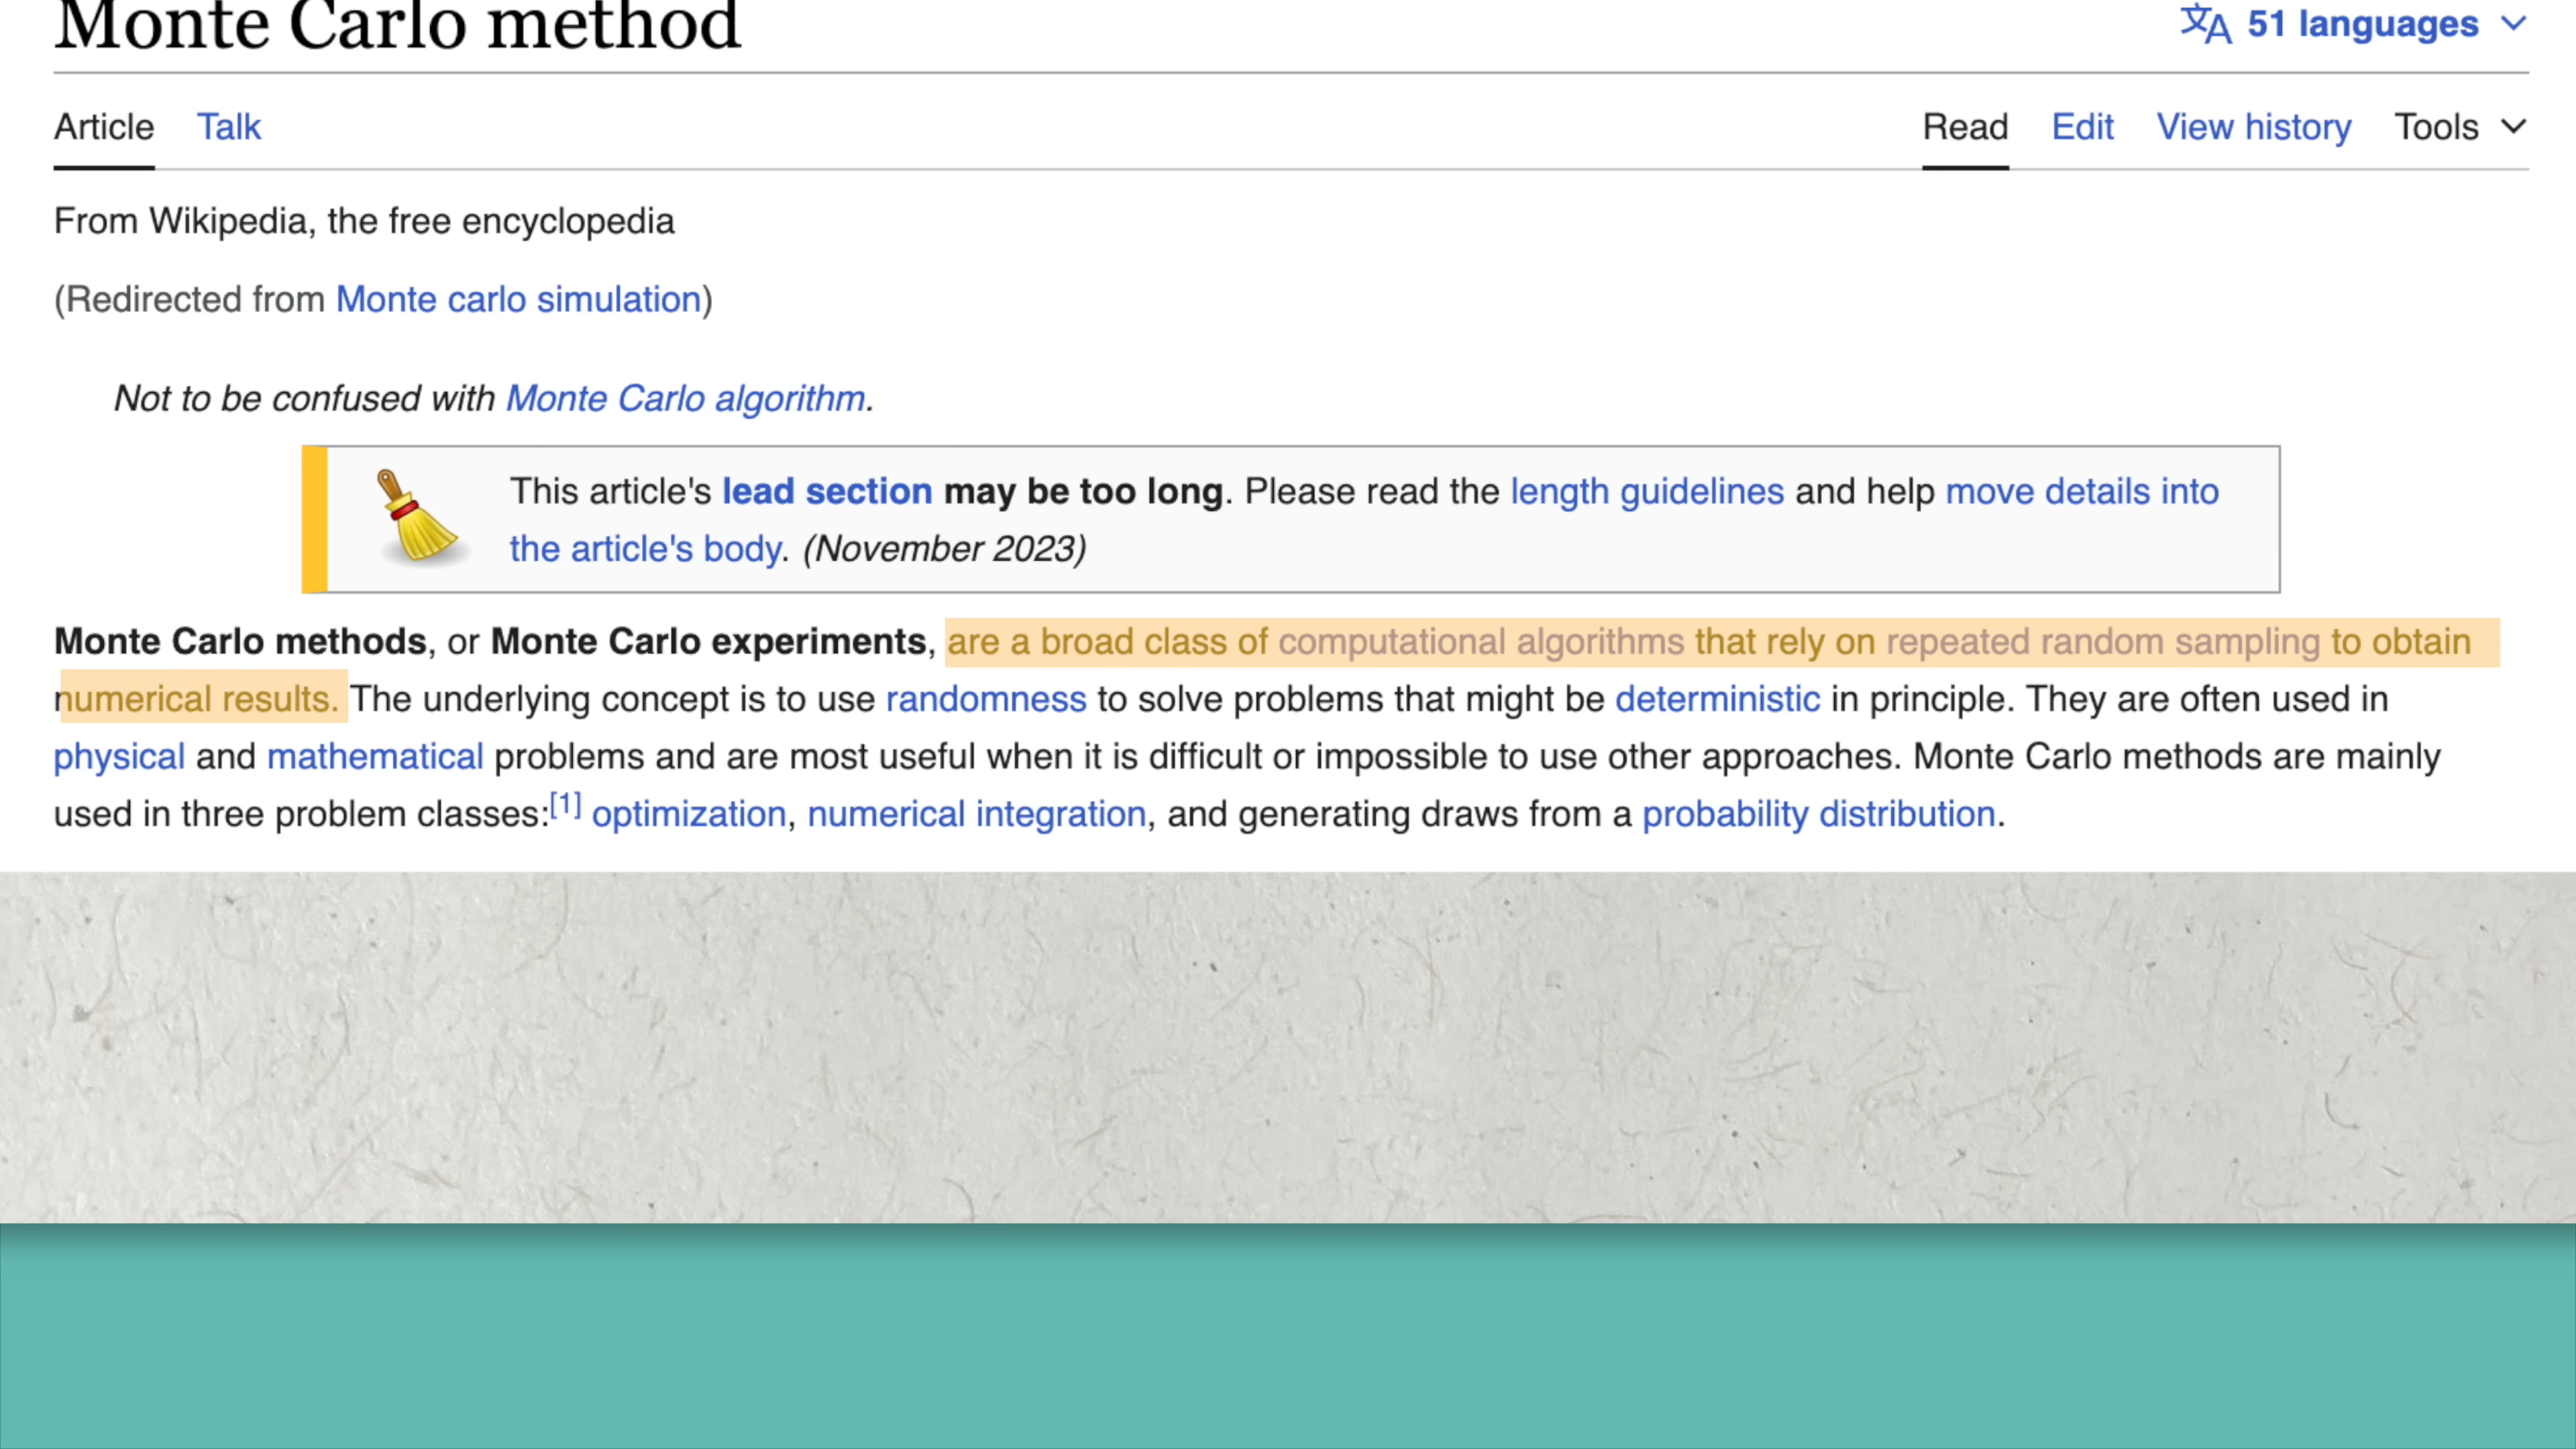 Monte Carlo method
文A 51 languages
Article Talk Read Edit View history Tools
From Wikipedia, the free encyclopedia
(Redirected from Monte carlo simulation)
Not to be confused with Monte Carlo algorithm.
This article's lead section may be too long. Please read the length guidelines and help move details into
the article's body. (November 2023)
Monte Carlo methods, or Monte Carlo experiments, are a broad class of computational algorithms that rely on repeated random sampling to obtain
numerical results. The underlying concept is to use randomness to solve problems that might be deterministic in principle. They are often used in
physical and mathematical problems and are most useful when it is difficult or impossible to use other approaches. Monte Carlo methods are mainly
used in three problem classes:[1] optimization, numerical integration, and generating draws from a probability distribution.